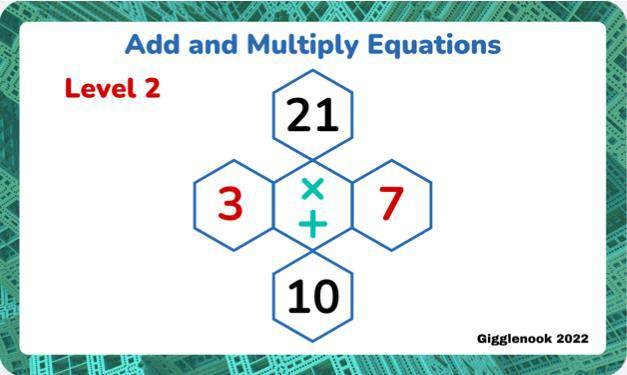 Add and Multiply Equations
Level 2
21
3 × 7
+
10
Gigglenook 2022